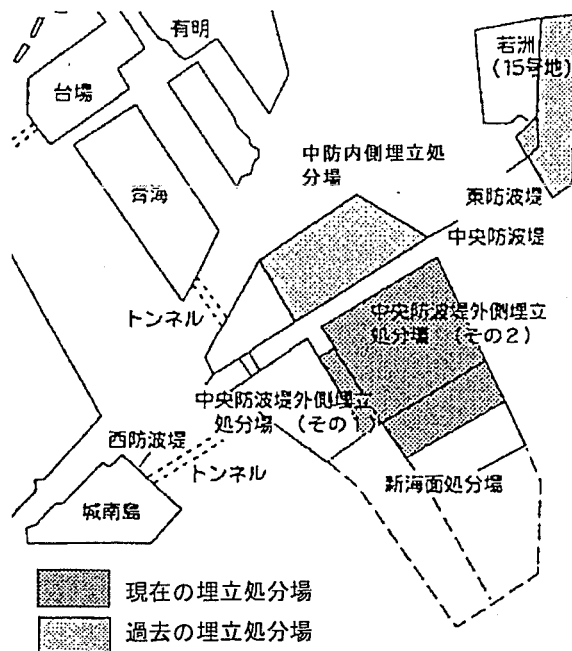 有明
台場
若洲
(15号地)
中防内側埋立処
分場
青海
東防波堤
中央防波堤
トンネル
中央防波堤外側埋立
処分場 (その2)
中央防波堤外側埋立
処分場 (その1)
西防波堤
トンネル
新海面処分場
城南島
現在の埋立処分場
過去の埋立処分場